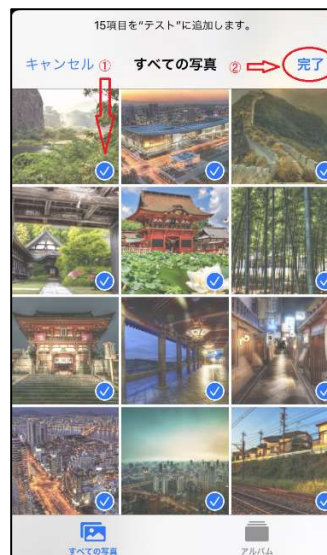 15項目を"テスト"に追加します。
キャンセル ① すべての写真 ② 完了
すべての写真 アルバム